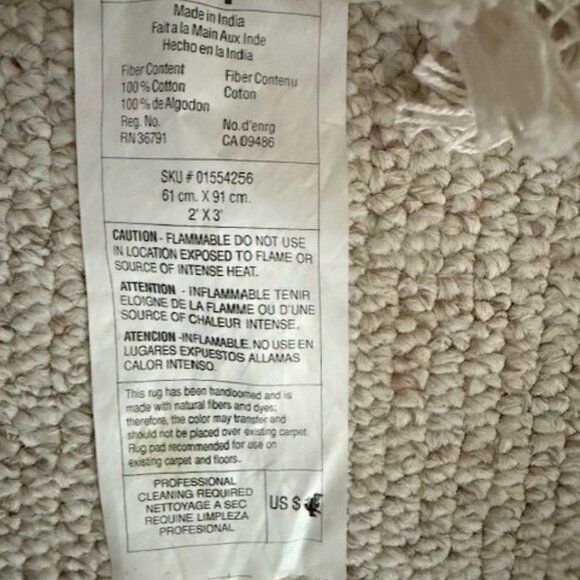 Made in India
Fait a la Main Aux Inde
Hecho en la India
Fiber Content
100% Cotton
100% de Algodon
Reg. No.
RN 36791
Fiber Contenu
Coton
No.d'enrg
CA 09486
SKU # 01554256
61 cm. X 91 cm.
2' X 3'
CAUTION - FLAMMABLE DO NOT USE
IN LOCATION EXPOSED TO FLAME OR
SOURCE OF INTENSE HEAT.
ATTENTION - INFLAMMABLE TENIR
ELOIGNE DE LA FLAMME OU D'UNE
SOURCE OF CHALEUR INTENSE.
ATENCION -INFLAMABLE. NO USE EN
LUGARES EXPUESTOS ALLAMAS
CALOR INTENSO.
This rug has been handloomed and is
made with natural fibers and dyes;
therefore, the color may transfer and
should not be placed over existing carpet.
Rug pad recommended for use on
existing carpet and floors.
PROFESSIONAL
CLEANING REQUIRED
NETTOYAGE A SEC
REQUIRE LIMPLEZA
PROFESIONAL
US $